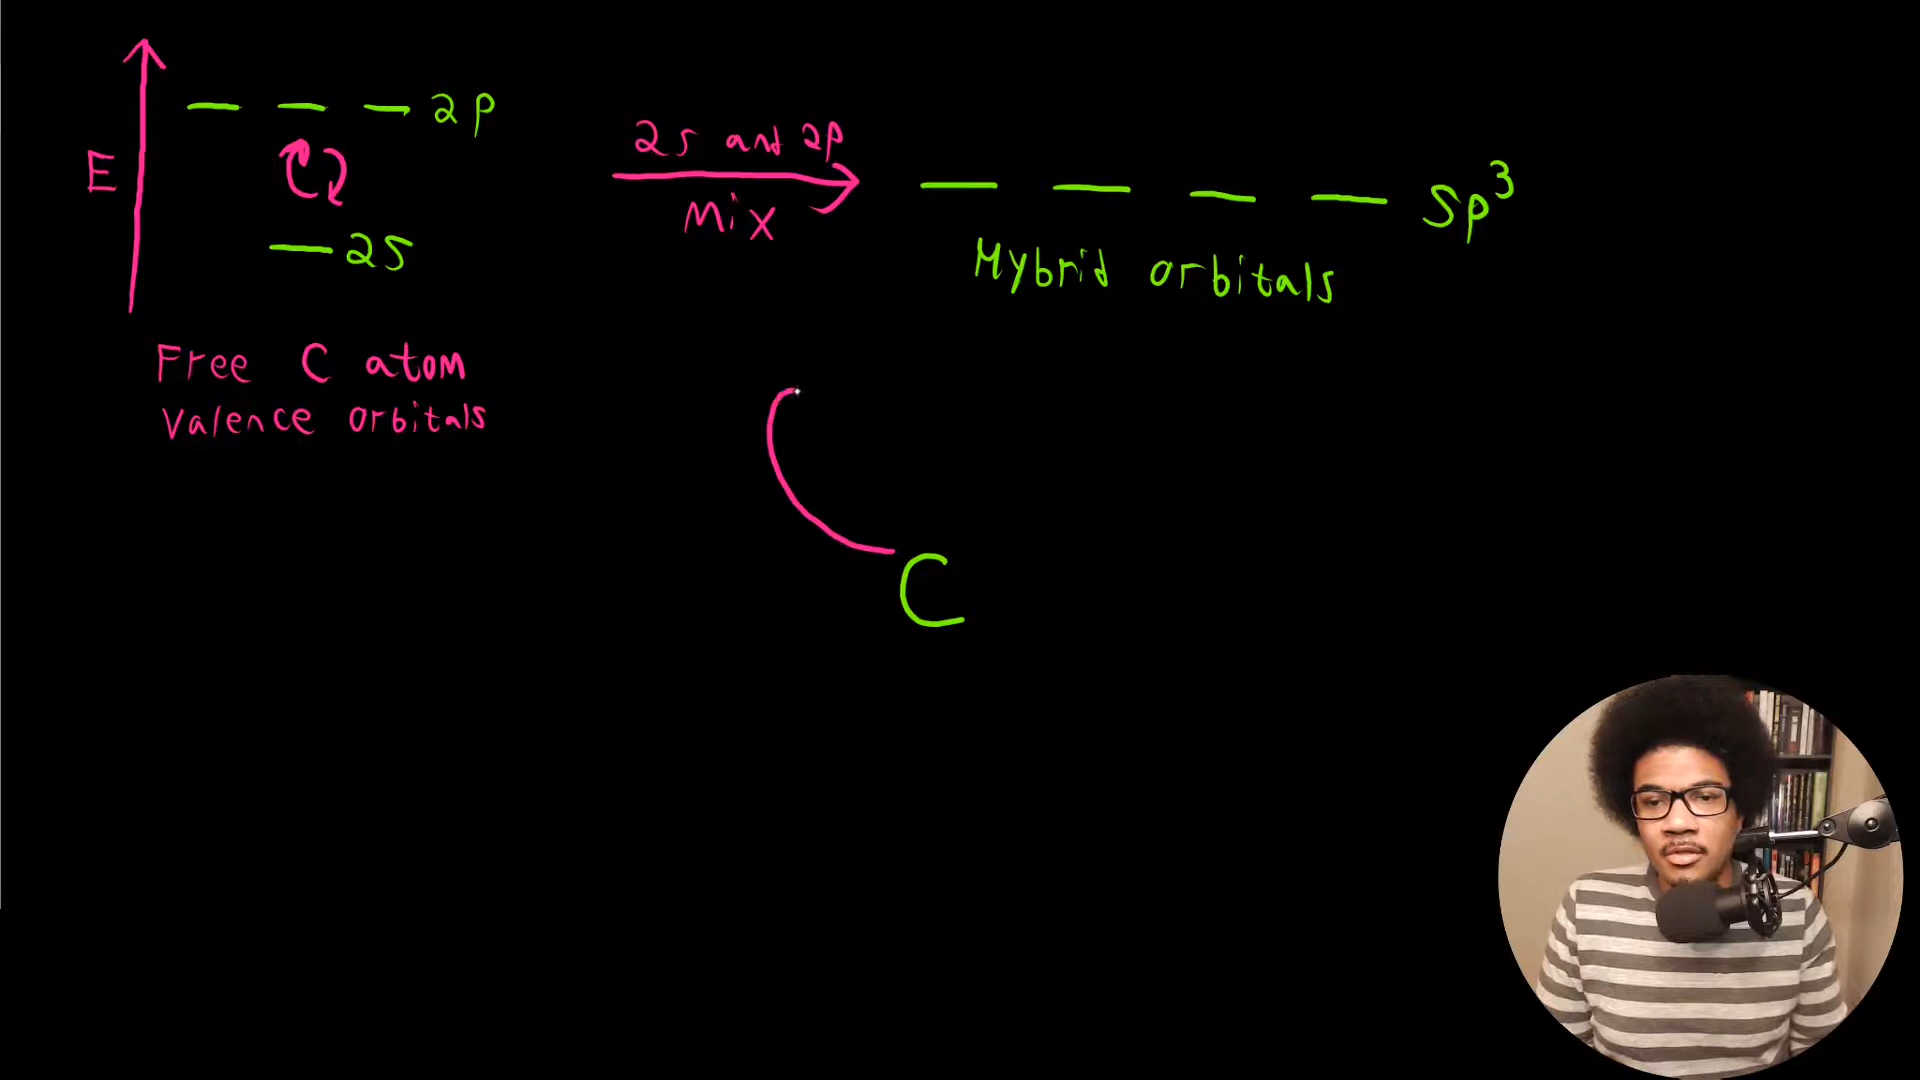 2p
E
2s
Free C atom
Valence orbitals
2s and 2p
Mix
sp³
Hybrid orbitals
C